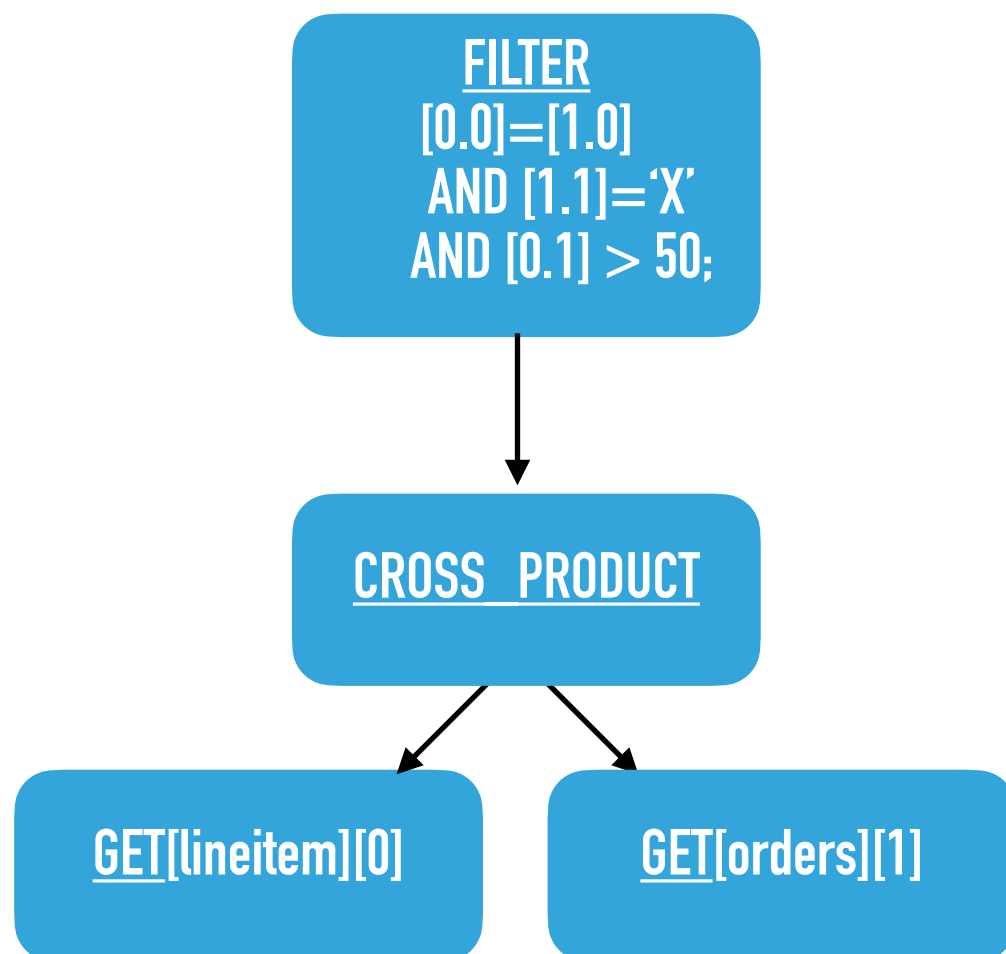 FILTER
[0.0]=[1.0]
AND [1.1]=‘X’
AND [0.1] > 50;
CROSS_PRODUCT
GET[lineitem][0]
GET[orders][1]